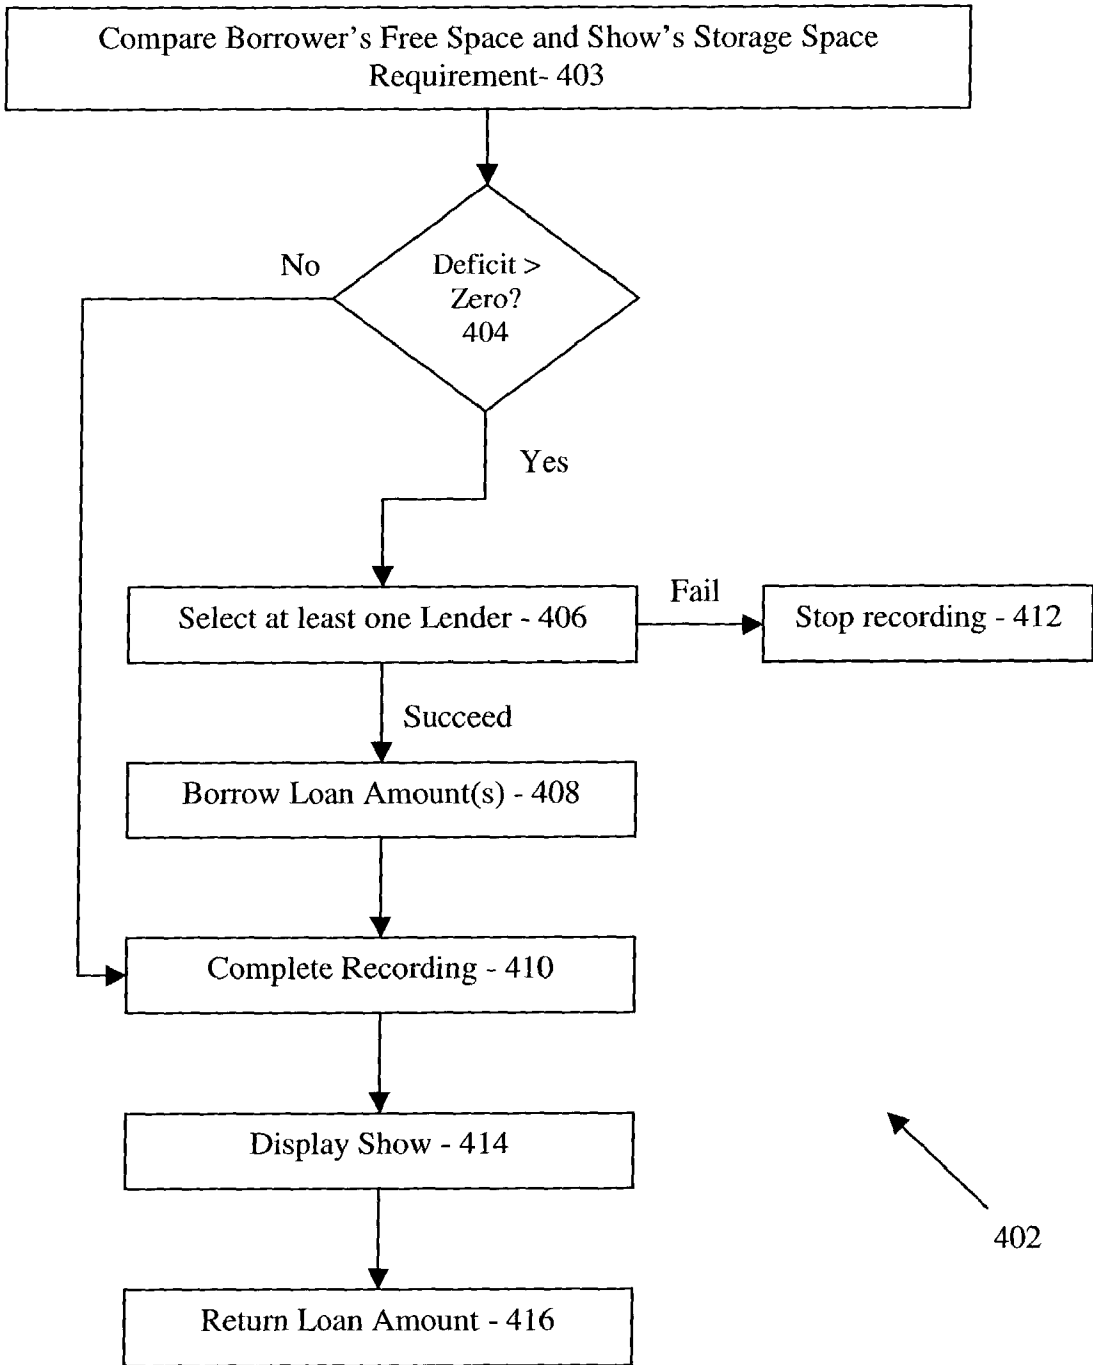 Compare Borrower's Free Space and Show's Storage Space
Requirement- 403
No
Deficit >
Zero?
404
Yes
Select at least one Lender - 406
Fail
Stop recording - 412
Succeed
Borrow Loan Amount(s) - 408
Complete Recording - 410
Display Show - 414
402
Return Loan Amount - 416